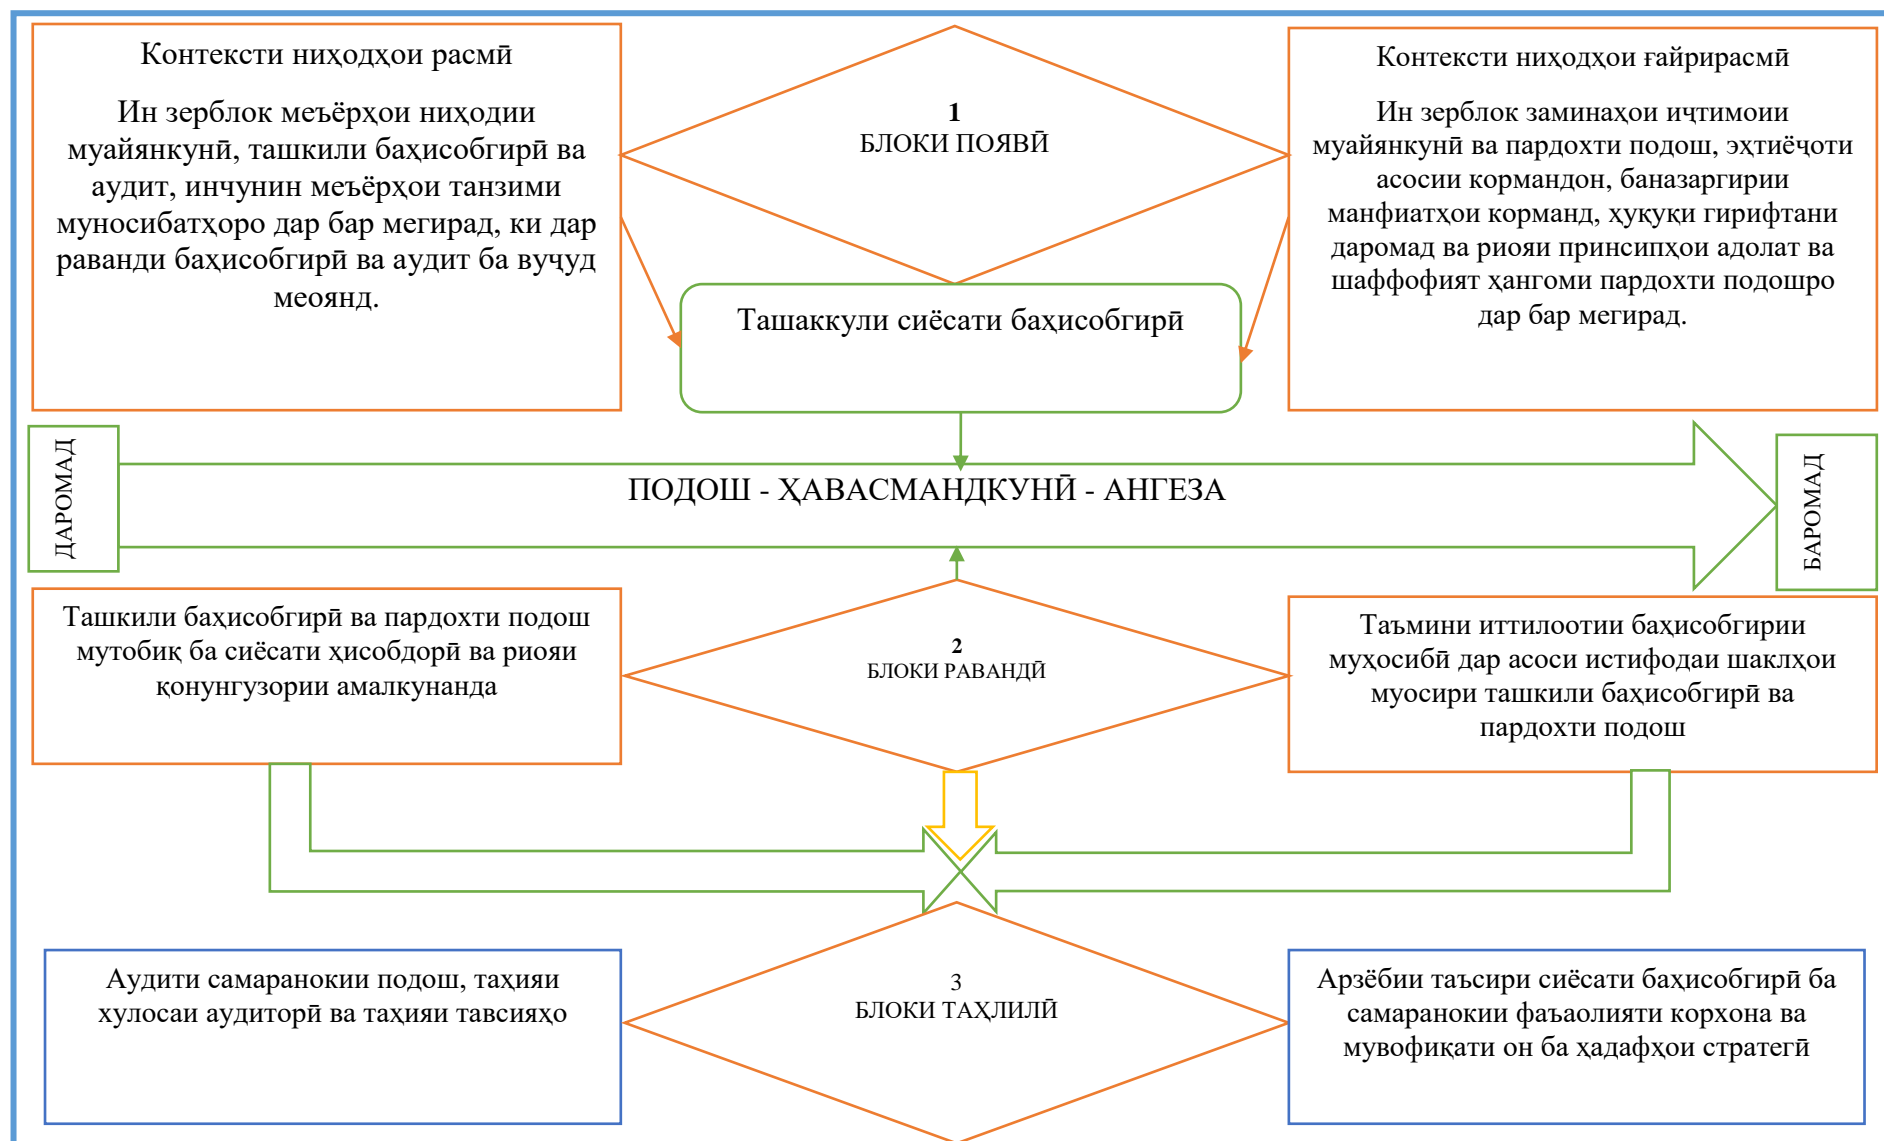 Контексти ниҳодҳои расмӣ
Ин зерблок меъёрҳои ниҳодии
муайянкунӣ, ташкили баҳисобгирӣ ва
аудит, инчунин меъёрҳои танзими
муносибатҳоро дар бар мегирад, ки дар
раванди баҳисобгирӣ ва аудит ба вуҷуд
меоянд.
1
БЛОКИ ПОЯВӢ
Контексти ниҳодҳои ғайрирасмӣ
Ин зерблок заминаҳои иҷтимоии
муайянкунӣ ва пардохти подош, эҳтиёҷоти
асосии кормандон, баназаргирии
манфиатҳои корманд, ҳуқуқи гирифтани
даромад ва риояи принсипҳои адолат ва
шаффофият ҳангоми пардохти подошро
дар бар мегирад.
Ташаккули сиёсати баҳисобгирӣ
ДАРОМАД
ПОДОШ - ҲАВАСМАНДКУНӢ - АНГЕЗА
БАРОМАД
Ташкили баҳисобгирӣ ва пардохти подош
мутобиқ ба сиёсати ҳисобдорӣ ва риояи
қонунгузории амалкунанда
2
БЛОКИ РАВАНДӢ
Таъмини иттилоотии баҳисобгирии
муҳосибӣ дар асоси истифодаи шаклҳои
муосири ташкили баҳисобгирӣ ва
пардохти подош
Аудити самаранокии подош, таҳияи
хулосаи аудиторӣ ва таҳияи тавсияҳо
3
БЛОКИ ТАҲЛИЛӢ
Арзёбии таъсири сиёсати баҳисобгирӣ ба
самаранокии фаъаолияти корхона ва
мувофиқати он ба ҳадафҳои стратегӣ